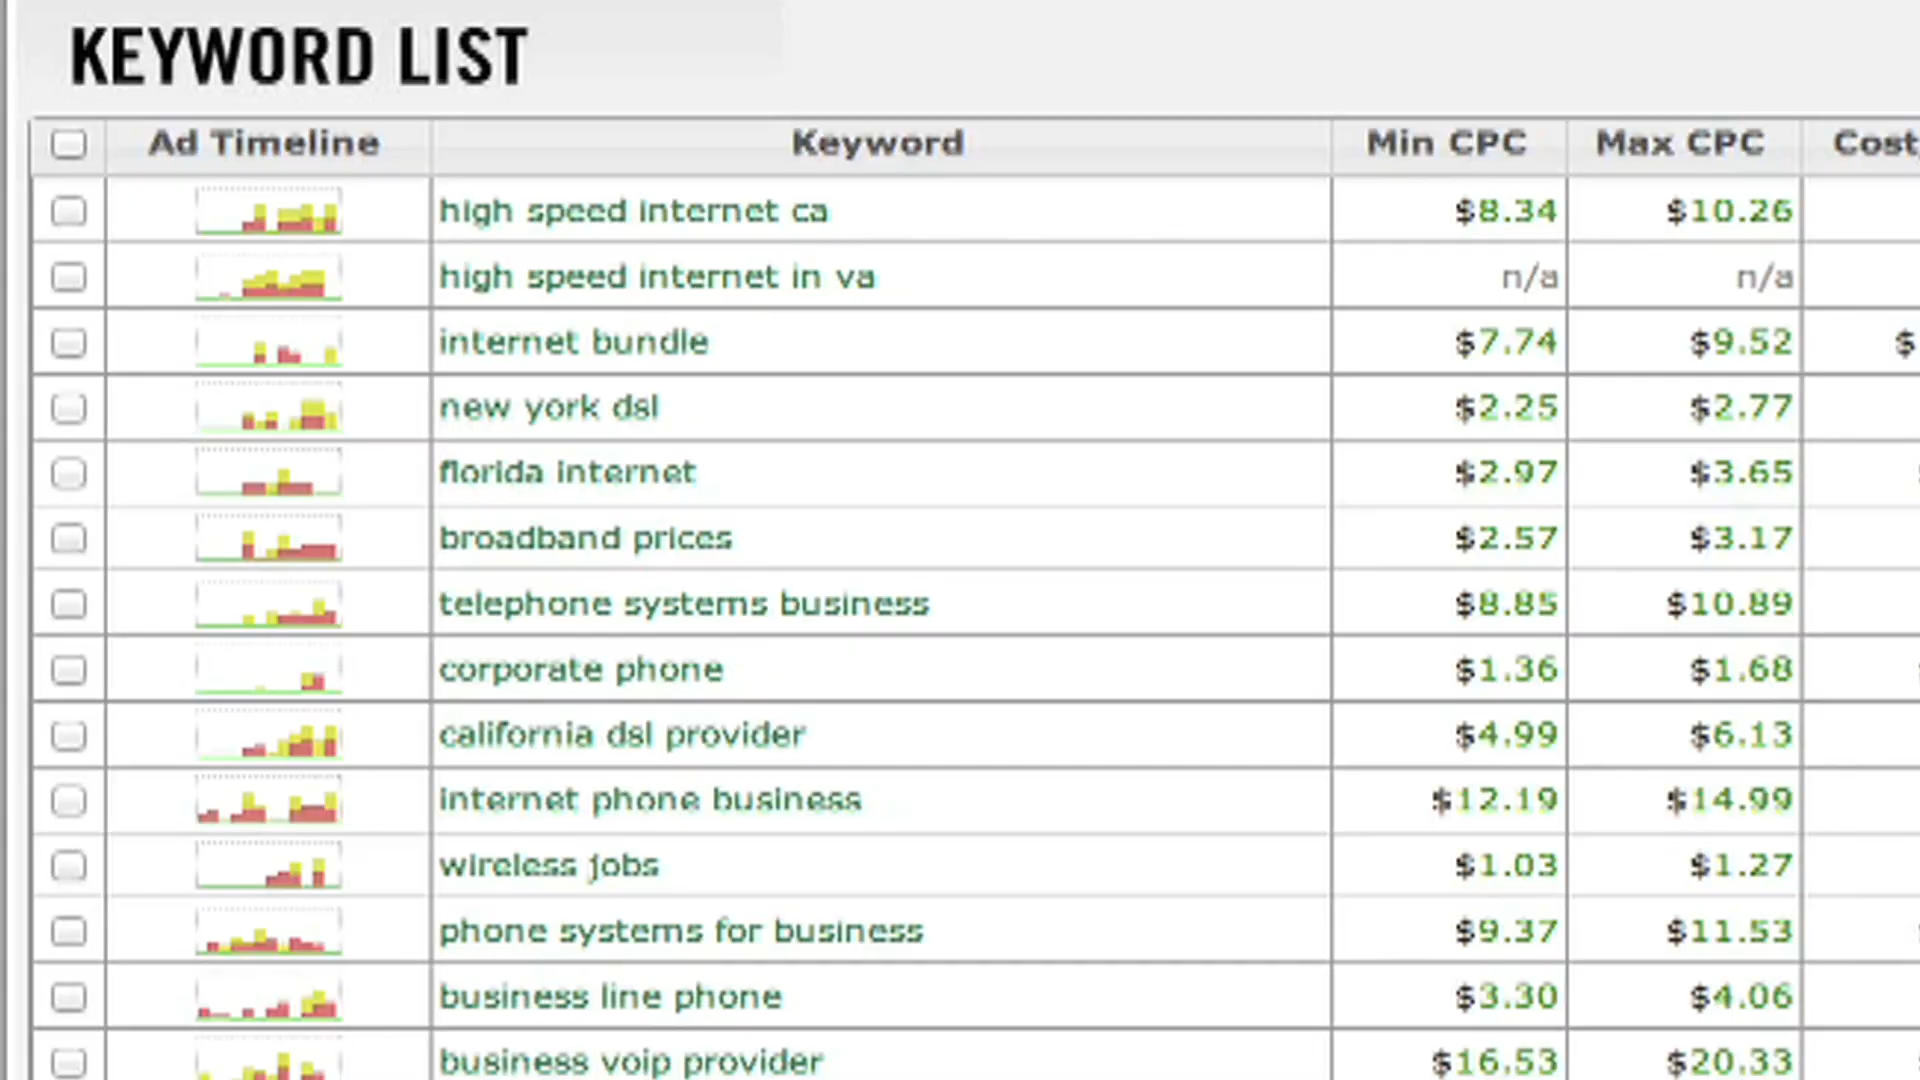 KEYWORD LIST
Ad Timeline Keyword Min CPC Max CPC Cost
high speed internet ca $8.34 $10.26
high speed internet in va n/a n/a
internet bundle $7.74 $9.52 $
new york dsl $2.25 $2.77
florida internet $2.97 $3.65
broadband prices $2.57 $3.17
telephone systems business $8.85 $10.89
corporate phone $1.36 $1.68
california dsl provider $4.99 $6.13
internet phone business $12.19 $14.99
wireless jobs $1.03 $1.27
phone systems for business $9.37 $11.53
business line phone $3.30 $4.06
business voip provider $16.53 $20.33